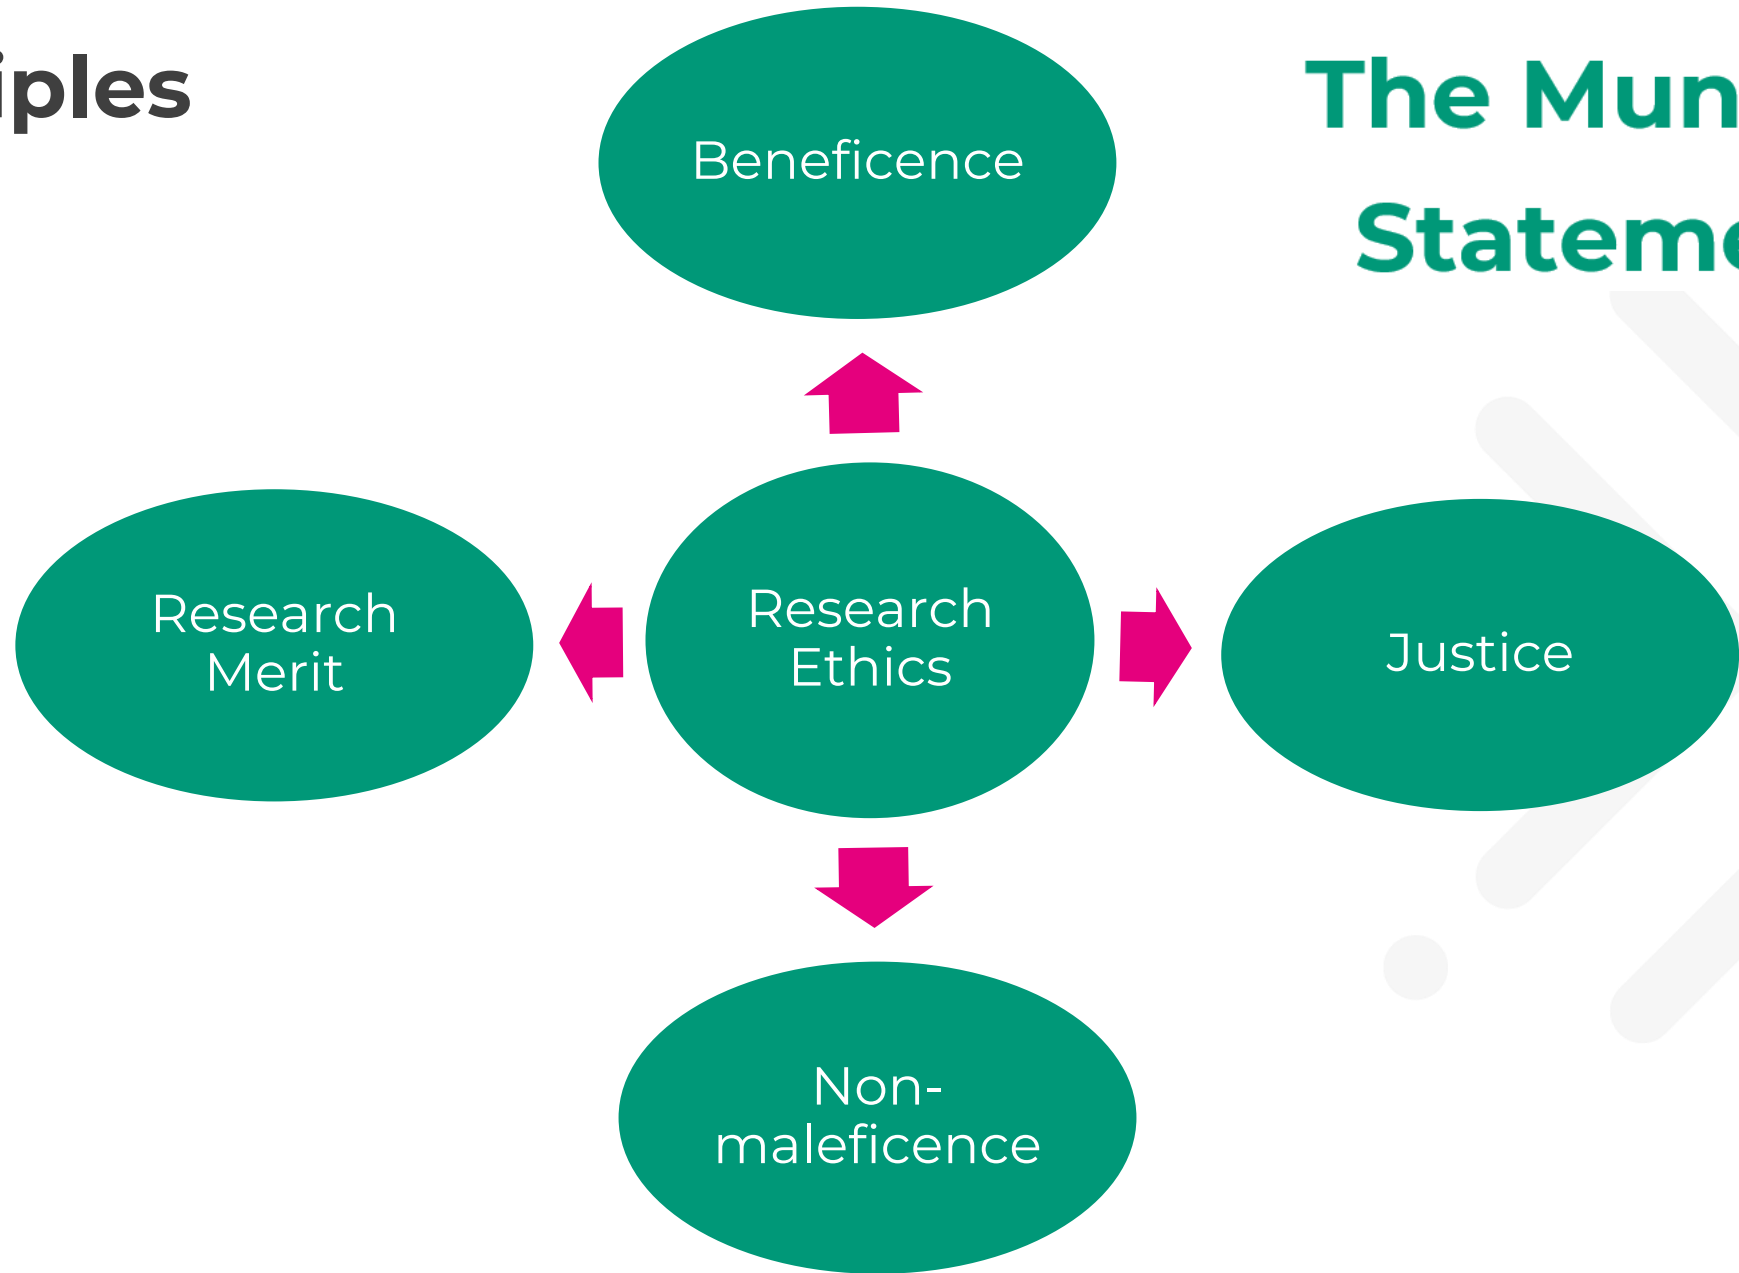 iples
The Mun
Stateme
Beneficence
Research
Merit
Research
Ethics
Justice
Non-
maleficence